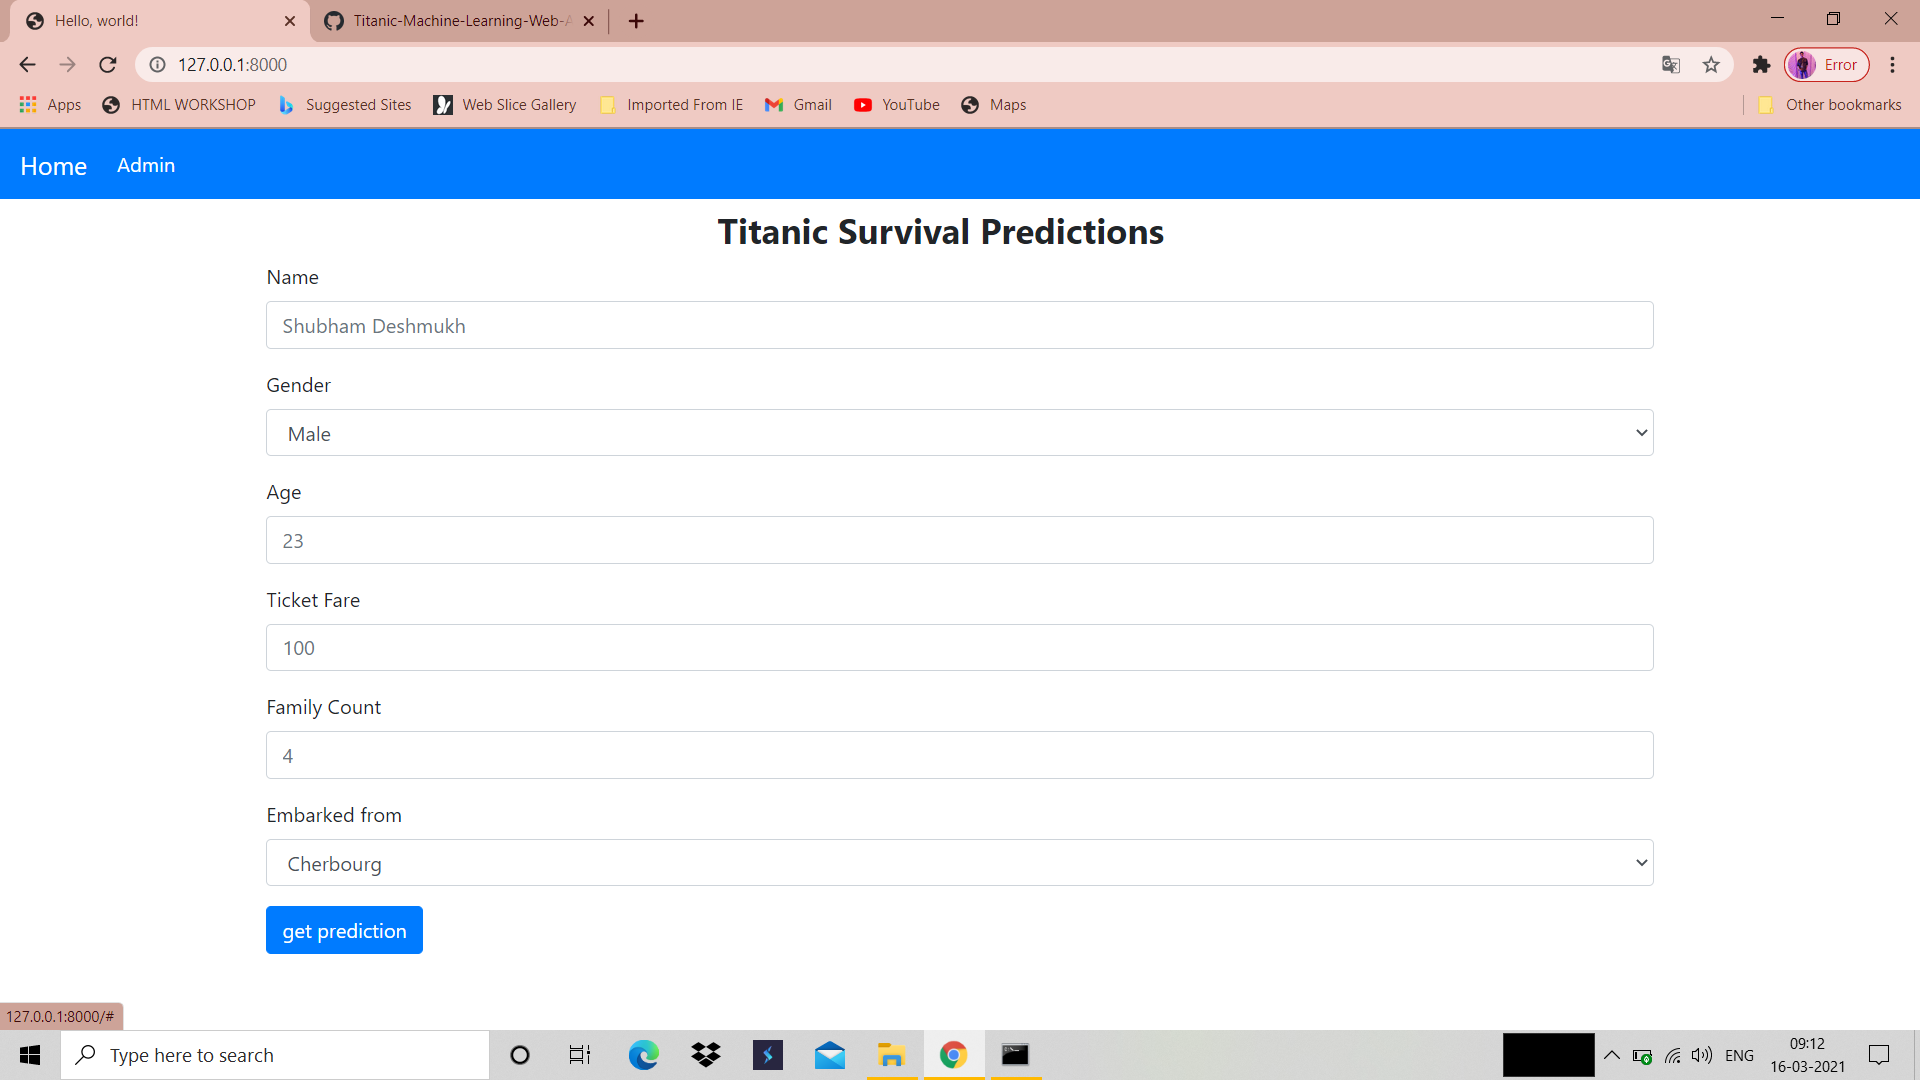 Hello, world!
Titanic-Machine-Learning-Web-A
127.0.0.1:8000
Error
Apps
HTML WORKSHOP
Suggested Sites
Web Slice Gallery
Imported From IE
Gmail
YouTube
Maps
Other bookmarks
Home
Admin
Titanic Survival Predictions
Name
Shubham Deshmukh
Gender
Male
Age
23
Ticket Fare
100
Family Count
4
Embarked from
Cherbourg
get prediction
127.0.0.1:8000/#
Type here to search
ENG
09:12
16-03-2021